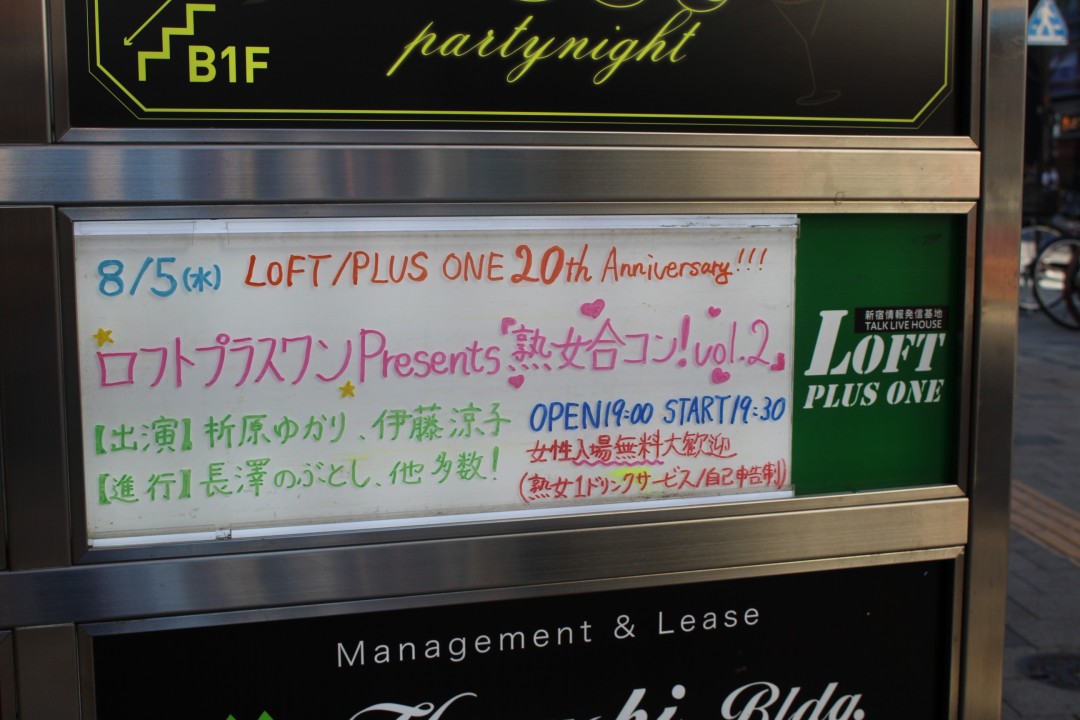 B1F
partynight
8/5(水) LOFT/PLUS ONE 20th Anniversary!!!
ロフトプラスワンPresents『熟女合コン!vol.2』
【出演】折原ゆかり、伊藤涼子
【進行】長澤のぶとし、他多数!
OPEN19:00 START19:30
女性入場無料大歓迎
(熟女1ドリンクサービス/自己申告制)
新宿情報発信基地
TALK LIVE HOUSE
LOFT
PLUS ONE
Management & Lease
Bldg.